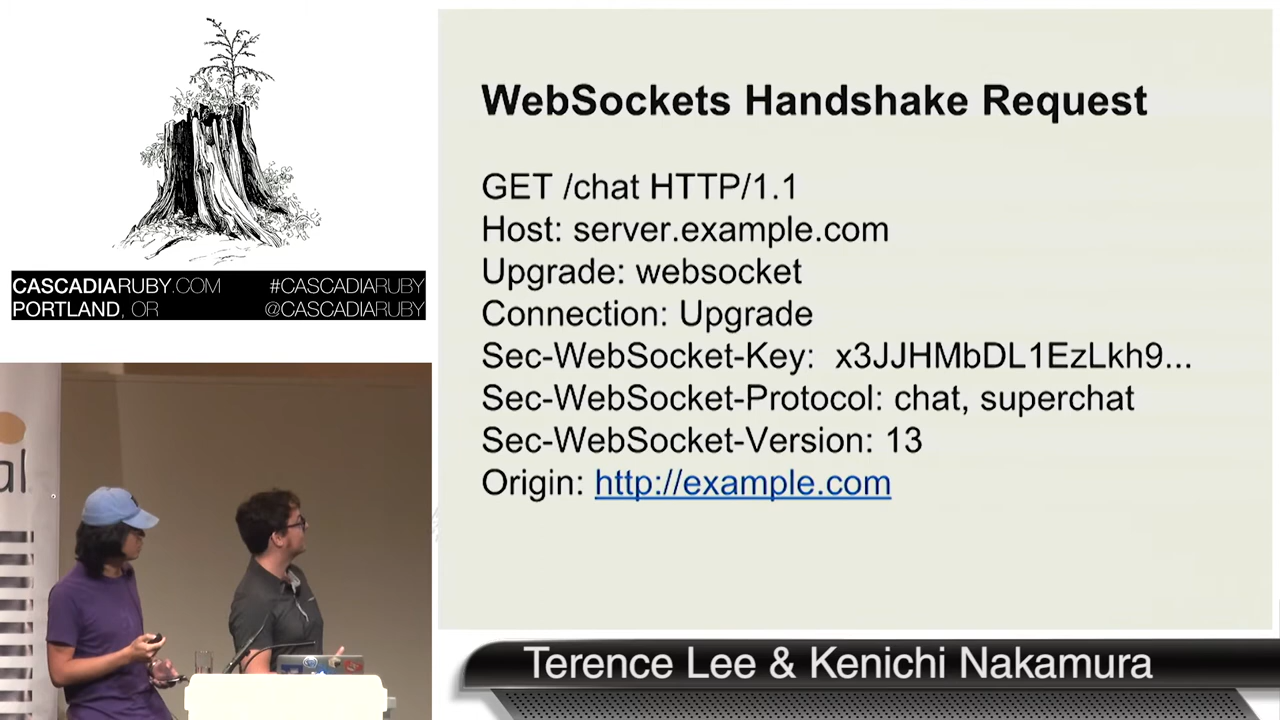 WebSockets Handshake Request
GET /chat HTTP/1.1
Host: server.example.com
Upgrade: websocket
Connection: Upgrade
Sec-WebSocket-Key: x3JJHMbDL1EzLkh9...
Sec-WebSocket-Protocol: chat, superchat
Sec-WebSocket-Version: 13
Origin: http://example.com
CASCADIARUBY.COM #CASCADIARUBY
PORTLAND, OR @CASCADIARUBY
al
Terence Lee & Kenichi Nakamura